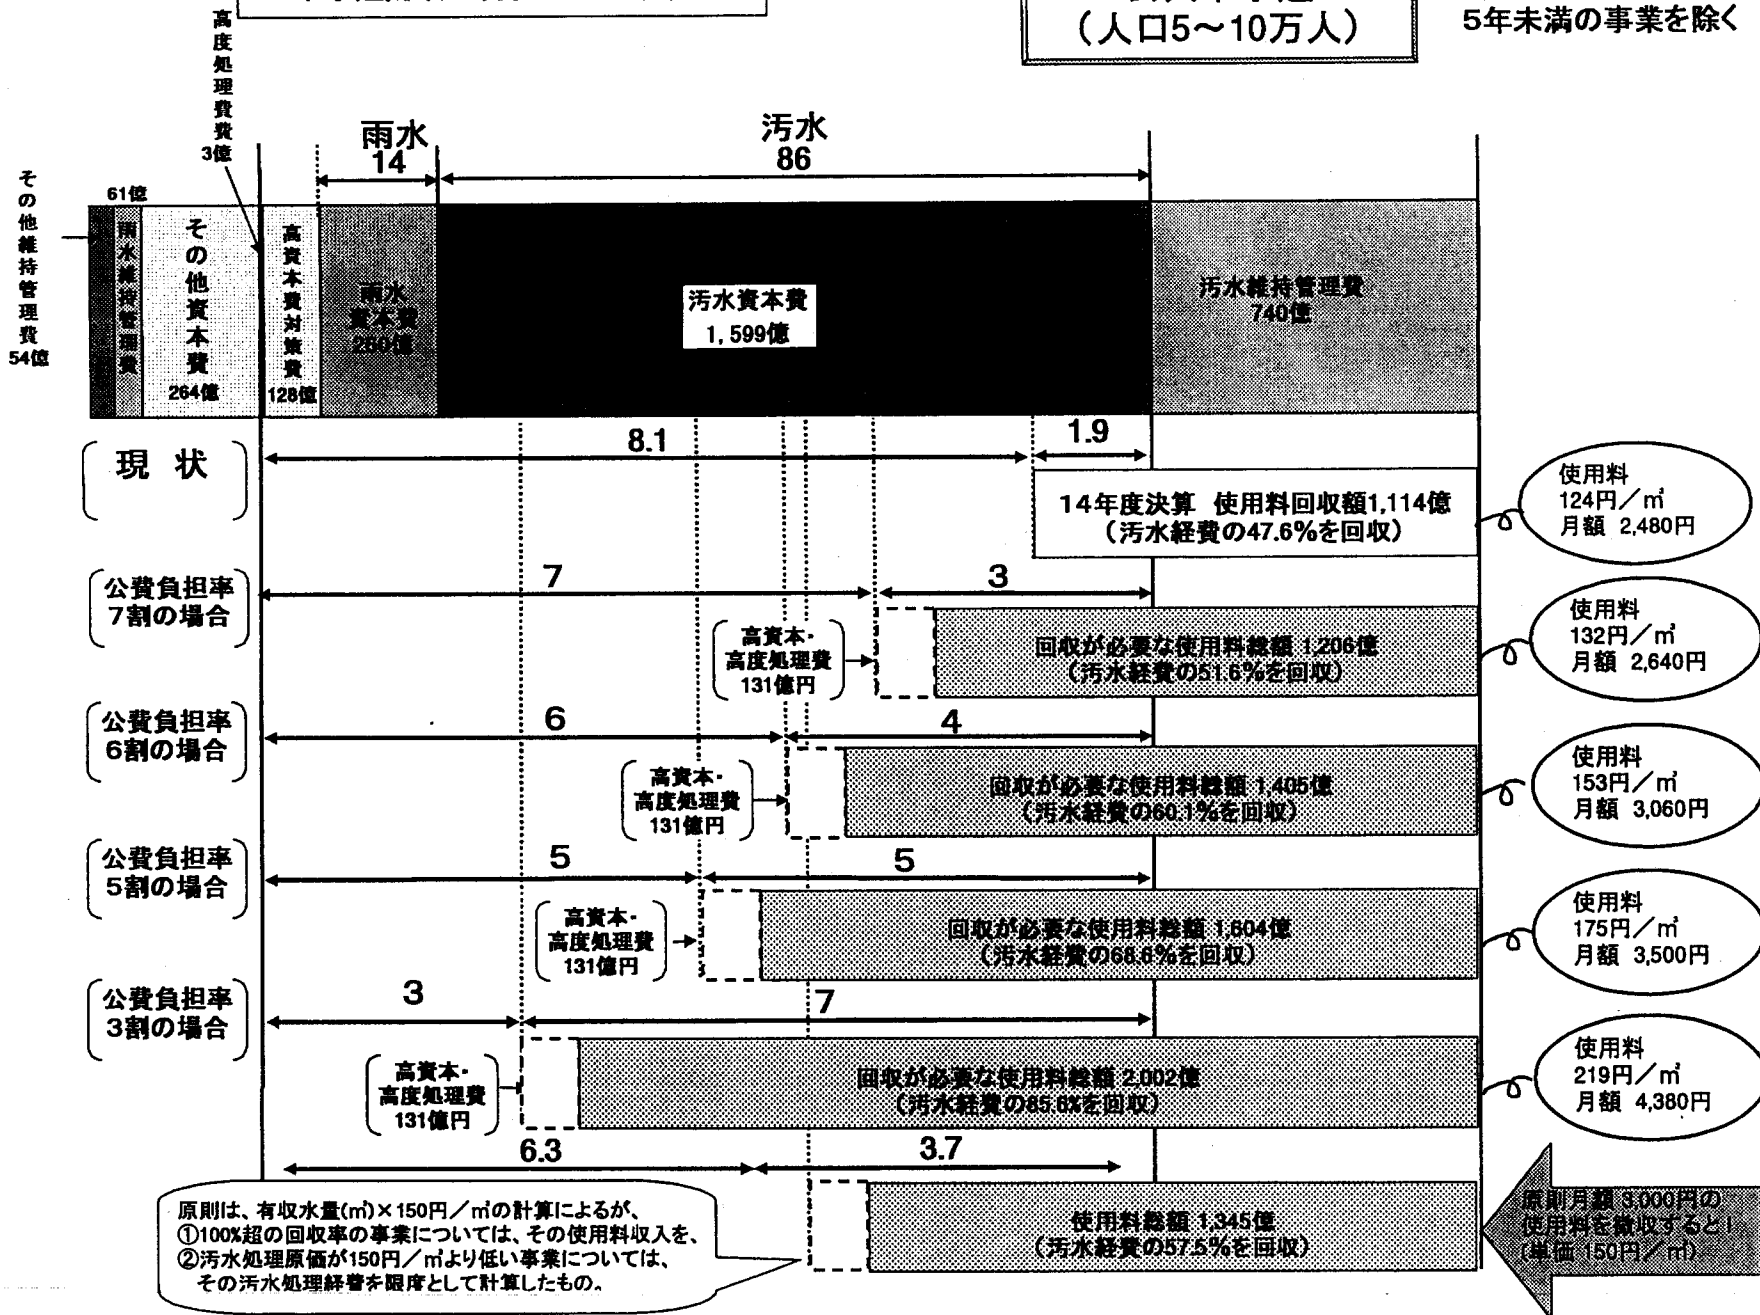 (人口5～10万人)
5年未満の事業を除く
高度処理費費
3億
雨水
14
汚水
86
その他維持管理費
54億
61億
雨水維持管理費
その他資本費
264億
高資本費対策費
128億
雨水
資本費
260億
汚水資本費
1,599億
汚水維持管理費
740億
現 状
8.1
1.9
14年度決算 使用料回収額1,114億
(汚水経費の47.6%を回収)
使用料
124円／㎥
月額 2,480円
公費負担率
7割の場合
7
3
高資本・
高度処理費
131億円
回収が必要な使用料総額 1,206億
(汚水経費の51.6%を回収)
使用料
132円／㎥
月額 2,640円
公費負担率
6割の場合
6
4
高資本・
高度処理費
131億円
回収が必要な使用料総額 1,405億
(汚水経費の60.1%を回収)
使用料
153円／㎥
月額 3,060円
公費負担率
5割の場合
5
5
高資本・
高度処理費
131億円
回収が必要な使用料総額 1,604億
(汚水経費の68.6%を回収)
使用料
175円／㎥
月額 3,500円
公費負担率
3割の場合
3
7
高資本・
高度処理費
131億円
回収が必要な使用料総額 2,002億
(汚水経費の85.6%を回収)
使用料
219円／㎥
月額 4,380円
6.3
3.7
原則は、有収水量(㎥)×150円／㎥の計算によるが、
①100%超の回収率の事業については、その使用料収入を、
②汚水処理原価が150円／㎥より低い事業については、
その汚水処理経費を限度として計算したもの。
使用料総額 1,345億
(汚水経費の57.5%を回収)
原則月額 3,000円の
使用料を徴収すると!
(単価 150円／㎥)